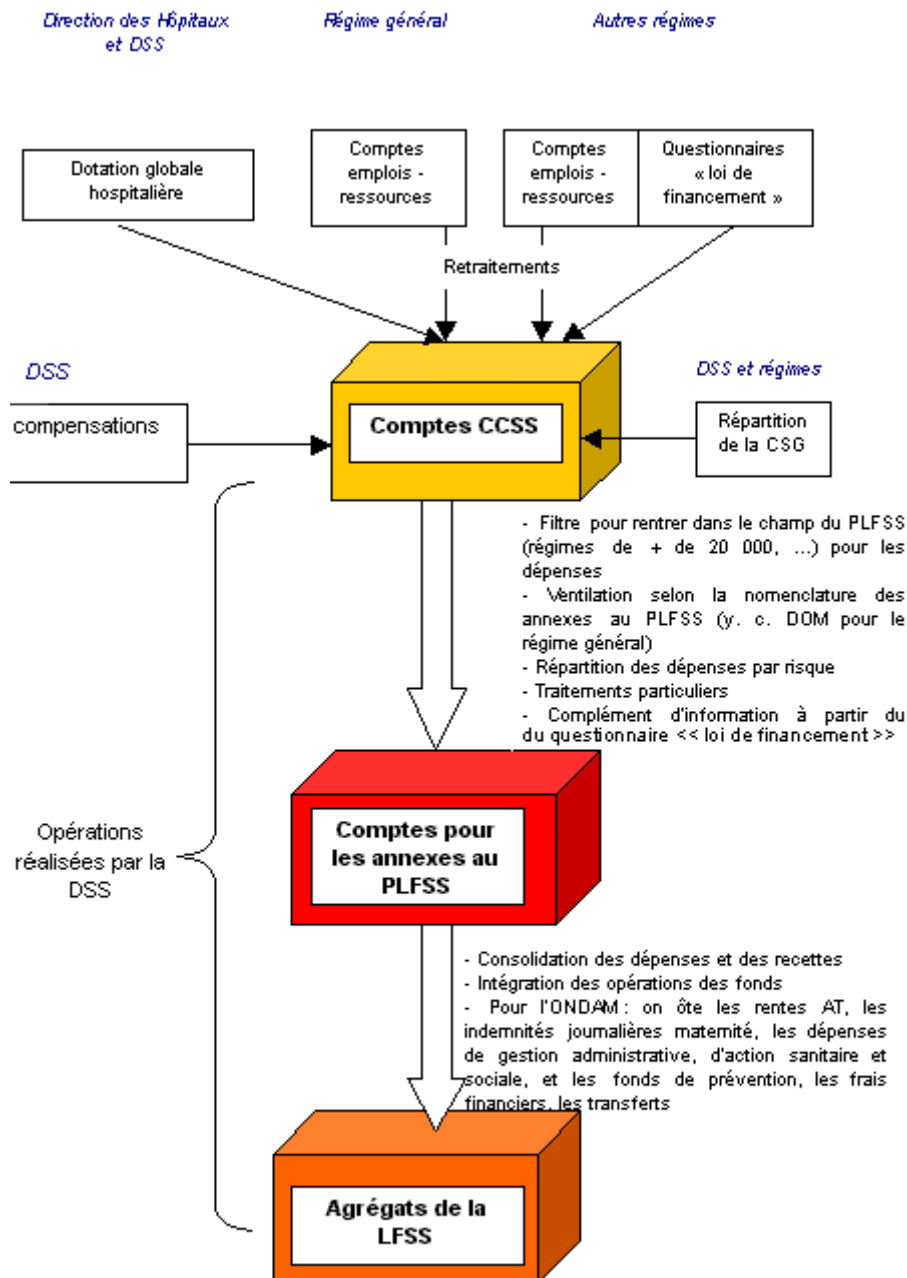 Direction des Hôpitaux
et DSS
Régime général
Autres régimes
Dotation globale
hospitalière
Comptes
emplois -
ressources
Comptes
emplois -
ressources
Questionnaires
« loi de
financement »
Retraitements
DSS
compensations
Comptes CCSS
DSS et régimes
Répartition
de la CSG
- Filtre pour rentrer dans le champ du PLFSS
(régimes de + de 20 000, ...) pour les
dépenses
- Ventilation selon la nomenclature des
annexes au PLFSS (y. c. DOM pour le
régime général)
- Répartition des dépenses par risque
- Traitements particuliers
- Complément d'information à partir du
du questionnaire << loi de financement >>
Opérations
réalisées par la
DSS
Comptes pour
les annexes au
PLFSS
- Consolidation des dépenses et des recettes
- Intégration des opérations des fonds
- Pour l'ONDAM : on ôte les rentes AT, les
indemnités journalières maternité, les dépenses
de gestion administrative, d'action sanitaire et
sociale, et les fonds de prévention, les frais
financiers, les transferts
Agrégats de la
LFSS